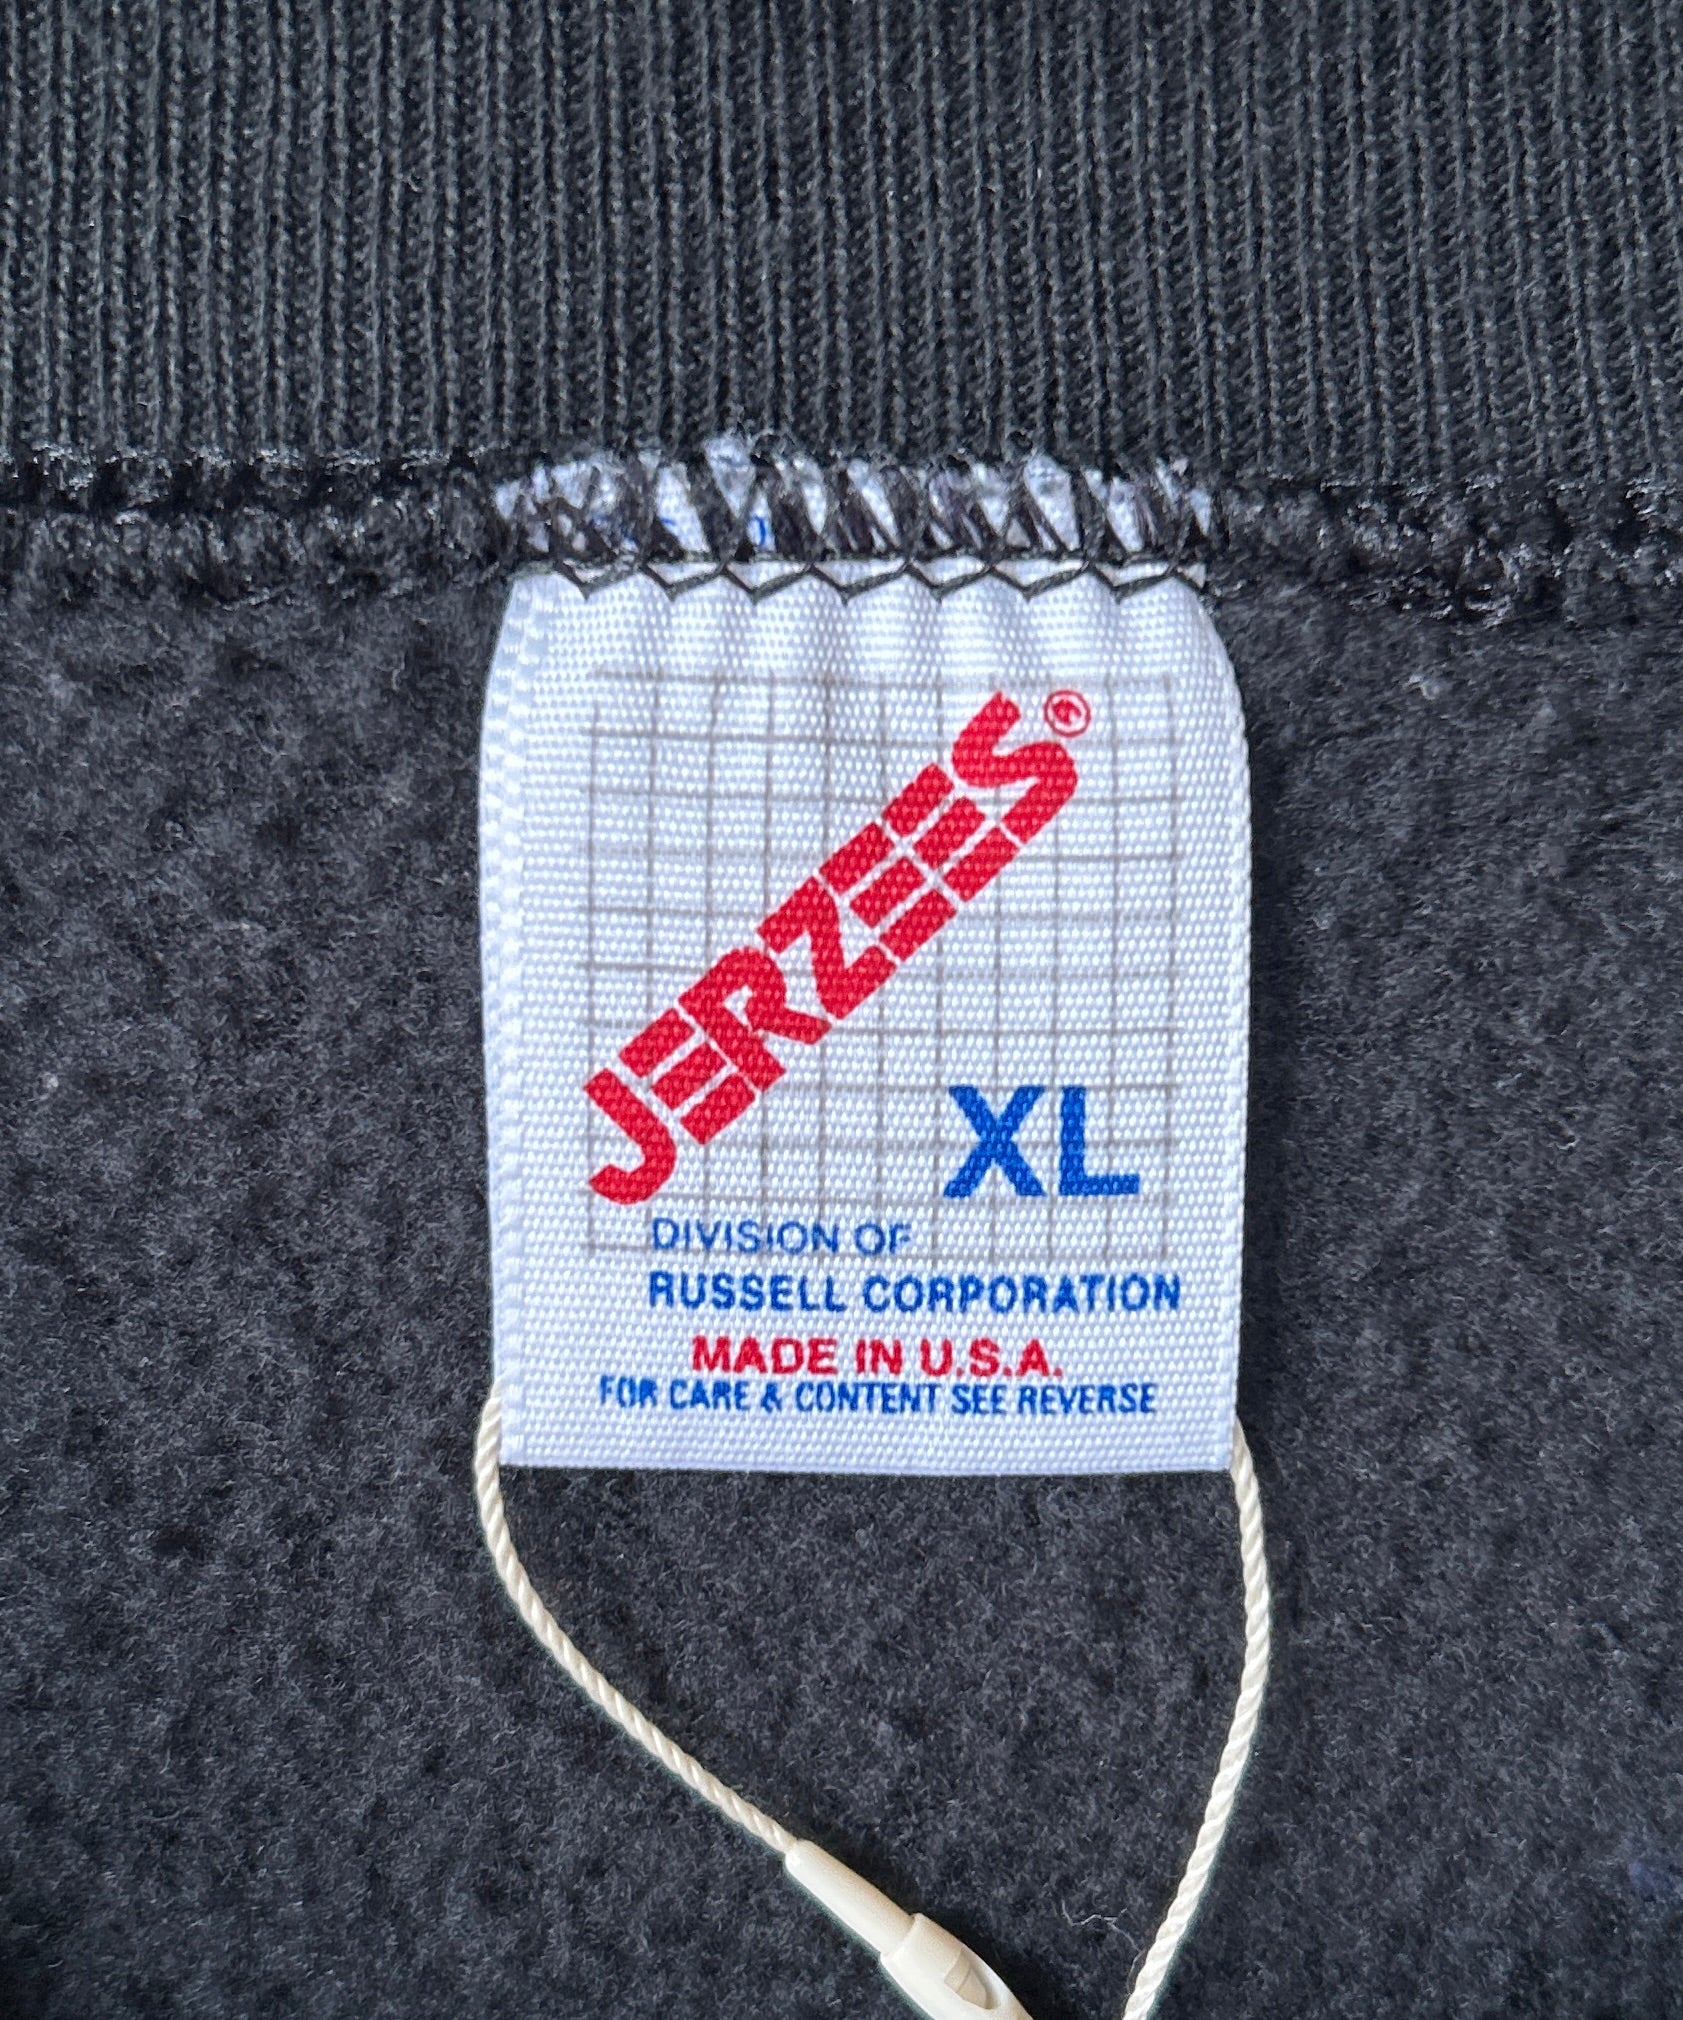 JERZEES®
XL
DIVISION OF
RUSSELL CORPORATION
MADE IN U.S.A.
FOR CARE & CONTENT SEE REVERSE